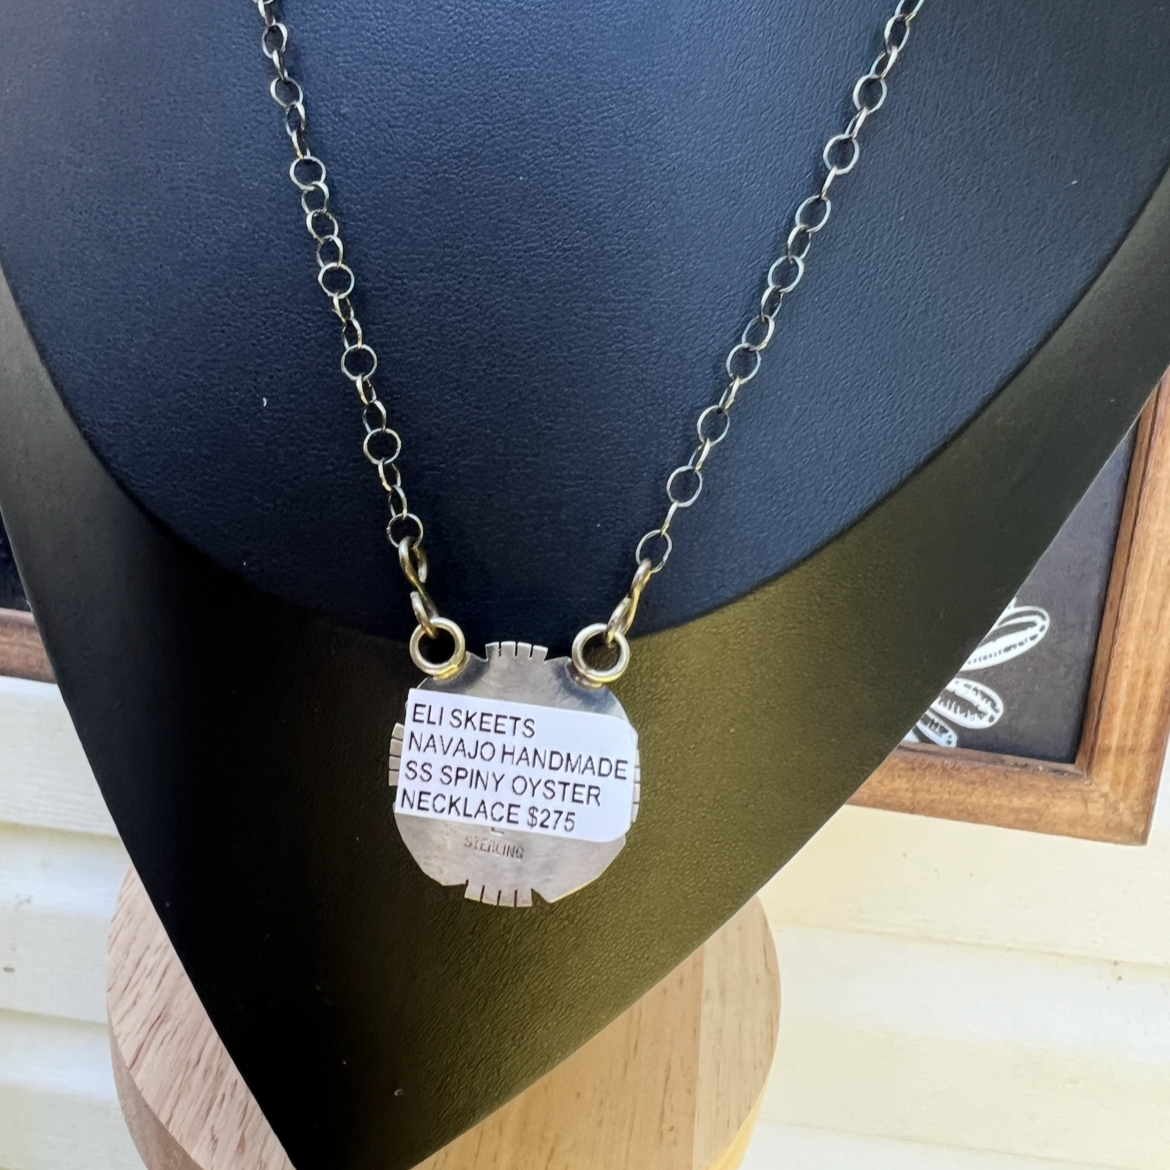 ELI SKEETS
NAVAJO HANDMADE
SS SPINY OYSTER
NECKLACE $275
STERLING